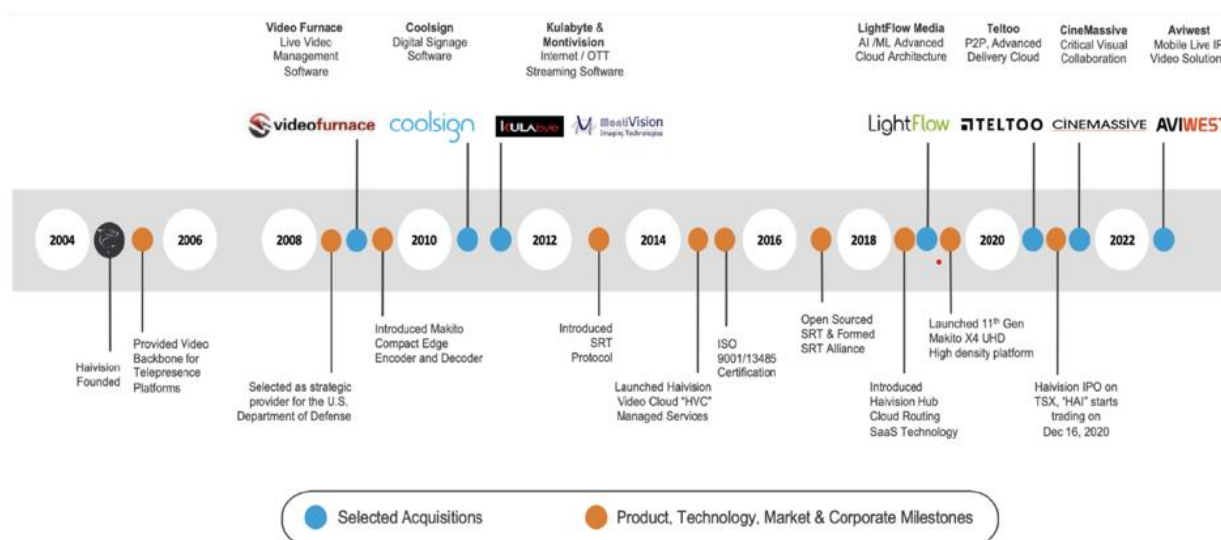 Video Furnace
Live Video
Management
Software
Coolsign
Digital Signage
Software
Kulabyte &
Montivision
Internet / OTT
Streaming Software
LightFlow Media
AI /ML Advanced
Cloud Architecture
Teltoo
P2P, Advanced
Delivery Cloud
CineMassive
Critical Visual
Collaboration
Aviwest
Mobile Live IP
Video Solution
videofurnace
coolsign
KULAbyte
MontiVision
Imaging Technologies
LightFlow
TELTOO
CINEMASSIVE
AVIWEST
2004
2006
2008
2010
2012
2014
2016
2018
2020
2022
Haivision
Founded
Provided Video
Backbone for
Telepresence
Platforms
Selected as strategic
provider for the U.S.
Department of Defense
Introduced Makito
Compact Edge
Encoder and Decoder
Introduced
SRT
Protocol
Launched Haivision
Video Cloud "HVC"
Managed Services
ISO
9001/13485
Certification
Open Sourced
SRT & Formed
SRT Alliance
Introduced
Haivision Hub
Cloud Routing
SaaS Technology
Launched 11th Gen
Makito X4 UHD
High density platform
Haivision IPO on
TSX, "HAI" starts
trading on
Dec 16, 2020
Selected Acquisitions
Product, Technology, Market & Corporate Milestones